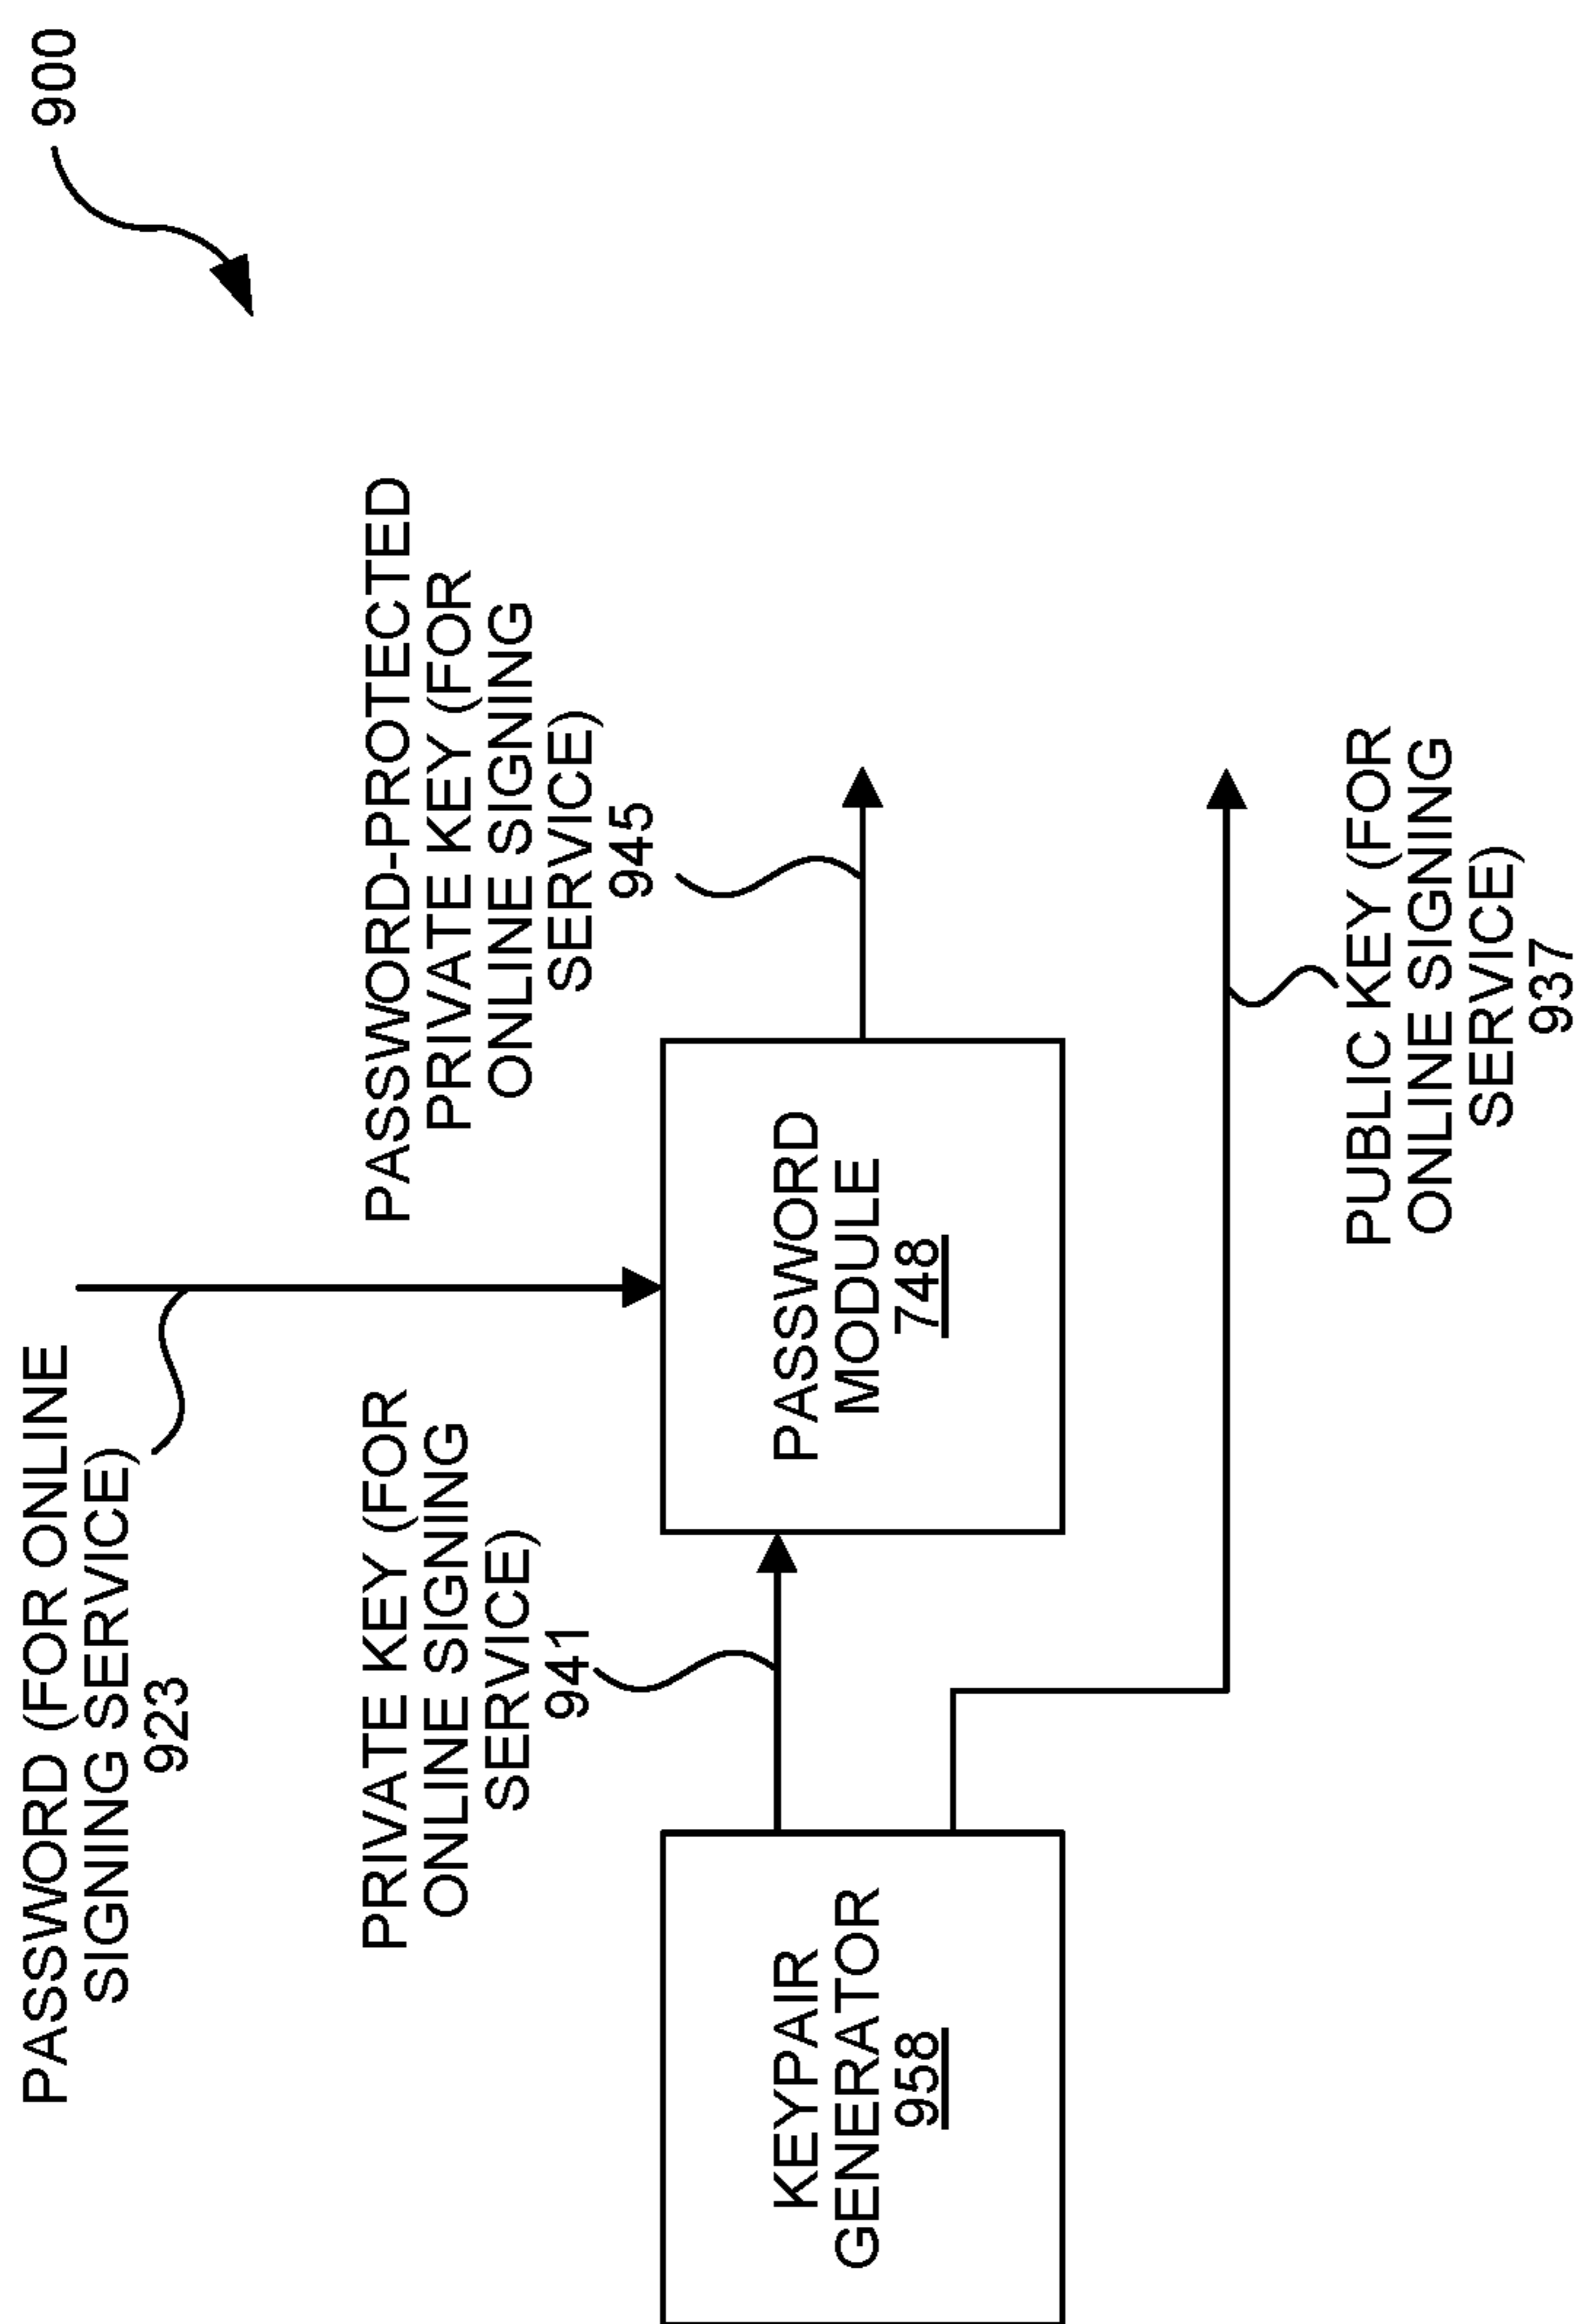 900
PASSWORD (FOR ONLINE
SIGNING SERVICE)
923
PRIVATE KEY (FOR
ONLINE SIGNING
SERVICE)
941
PASSWORD-PROTECTED
PRIVATE KEY (FOR
ONLINE SIGNING
SERVICE)
945
KEYPAIR
GENERATOR
958
PASSWORD
MODULE
748
PUBLIC KEY (FOR
ONLINE SIGNING
SERVICE)
937